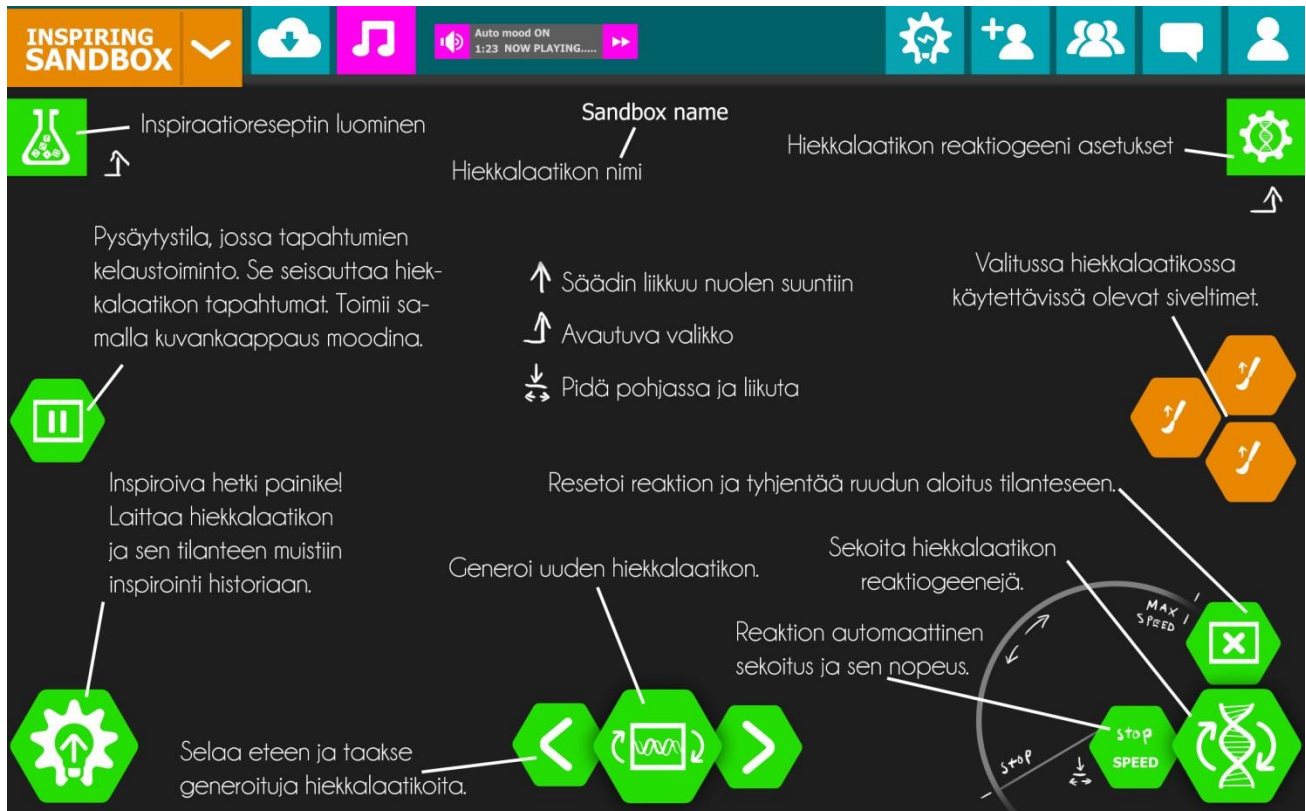 INSPIRING
SANDBOX
Auto mood ON
1:23 NOW PLAYING.....
Inspiraatioreseptin luominen
Sandbox name
Hiekkalaatikon nimi
Hiekkalaatikon reaktiogeeni asetukset
Pysäytystila, jossa tapahtumien
kelaustoiminto. Se seisauttaa hiek-
kalaatikon tapahtumat. Toimii sa-
malla kuvankaappaus moodina.
Säädin liikkuu nuolen suuntiin
Avautuva valikko
Pidä pohjassa ja liikuta
Valitussa hiekkalaatikossa
käytettävissä olevat siveltimet.
Inspiroiva hetki painike!
Laittaa hiekkalaatikon
ja sen tilanteen muistiin
inspirointi historiaan.
Resetoi reaktion ja tyhjentää ruudun aloitus tilanteseen.
Generoi uuden hiekkalaatikon.
Sekoita hiekkalaatikon
reaktiogeenejä.
Reaktion automaattinen
sekoitus ja sen nopeus.
MAX
SPEED
Selaa eteen ja taakse
generoituja hiekkalaatikoita.
stop
stop
SPEED